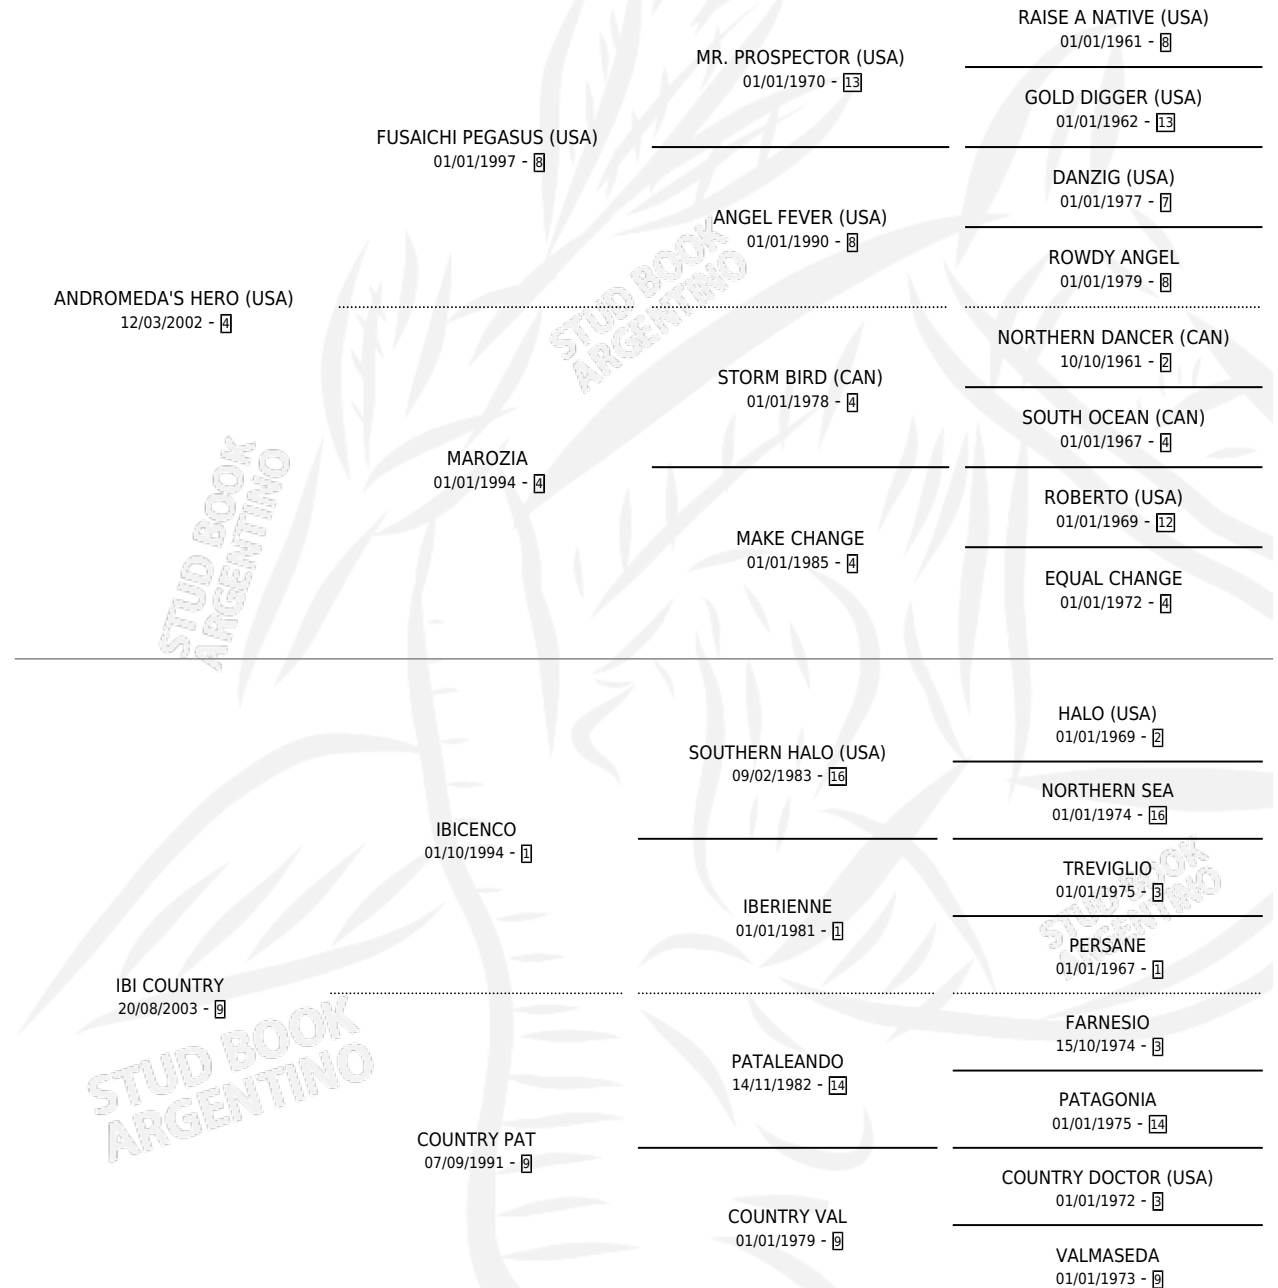 RAISE A NATIVE (USA)
01/01/1961 - 8
MR. PROSPECTOR (USA)
01/01/1970 - 13
GOLD DIGGER (USA)
01/01/1962 - 13
FUSAICHI PEGASUS (USA)
01/01/1997 - 8
DANZIG (USA)
01/01/1977 - 7
ANGEL FEVER (USA)
01/01/1990 - 8
ROWDY ANGEL
01/01/1979 - 8
ANDROMEDA'S HERO (USA)
12/03/2002 - 4
STUD BOOK
ARGENTINO
NORTHERN DANCER (CAN)
10/10/1961 - 2
STORM BIRD (CAN)
01/01/1978 - 4
SOUTH OCEAN (CAN)
01/01/1967 - 4
MAROZIA
01/01/1994 - 4
ROBERTO (USA)
01/01/1969 - 12
MAKE CHANGE
01/01/1985 - 4
EQUAL CHANGE
01/01/1972 - 4
STUD BOOK
ARGENTINO
HALO (USA)
01/01/1969 - 2
SOUTHERN HALO (USA)
09/02/1983 - 16
NORTHERN SEA
01/01/1974 - 16
IBICENCO
01/10/1994 - 1
TREVIGLIO
01/01/1975 - 3
IBERIENNE
01/01/1981 - 1
PERSANE
01/01/1967 - 1
STUD BOOK
ARGENTINO
IBI COUNTRY
20/08/2003 - 9
FARNESIO
15/10/1974 - 3
PATALEANDO
14/11/1982 - 14
PATAGONIA
01/01/1975 - 14
COUNTRY PAT
07/09/1991 - 9
COUNTRY DOCTOR (USA)
01/01/1972 - 3
COUNTRY VAL
01/01/1979 - 9
VALMASEDA
01/01/1973 - 9
STUD BOOK
ARGENTINO